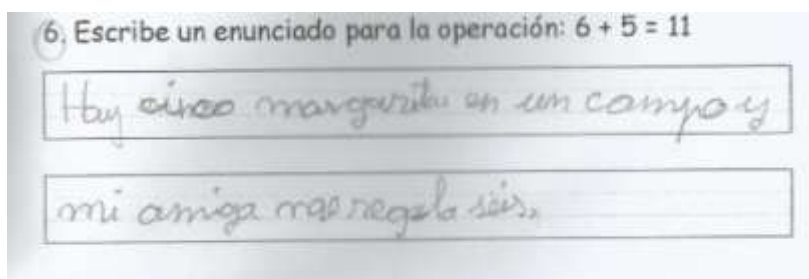 6. Escribe un enunciado para la operación: 6 + 5 = 11
Hay cinco margaritas en un campo y
mi amiga me regala seis.